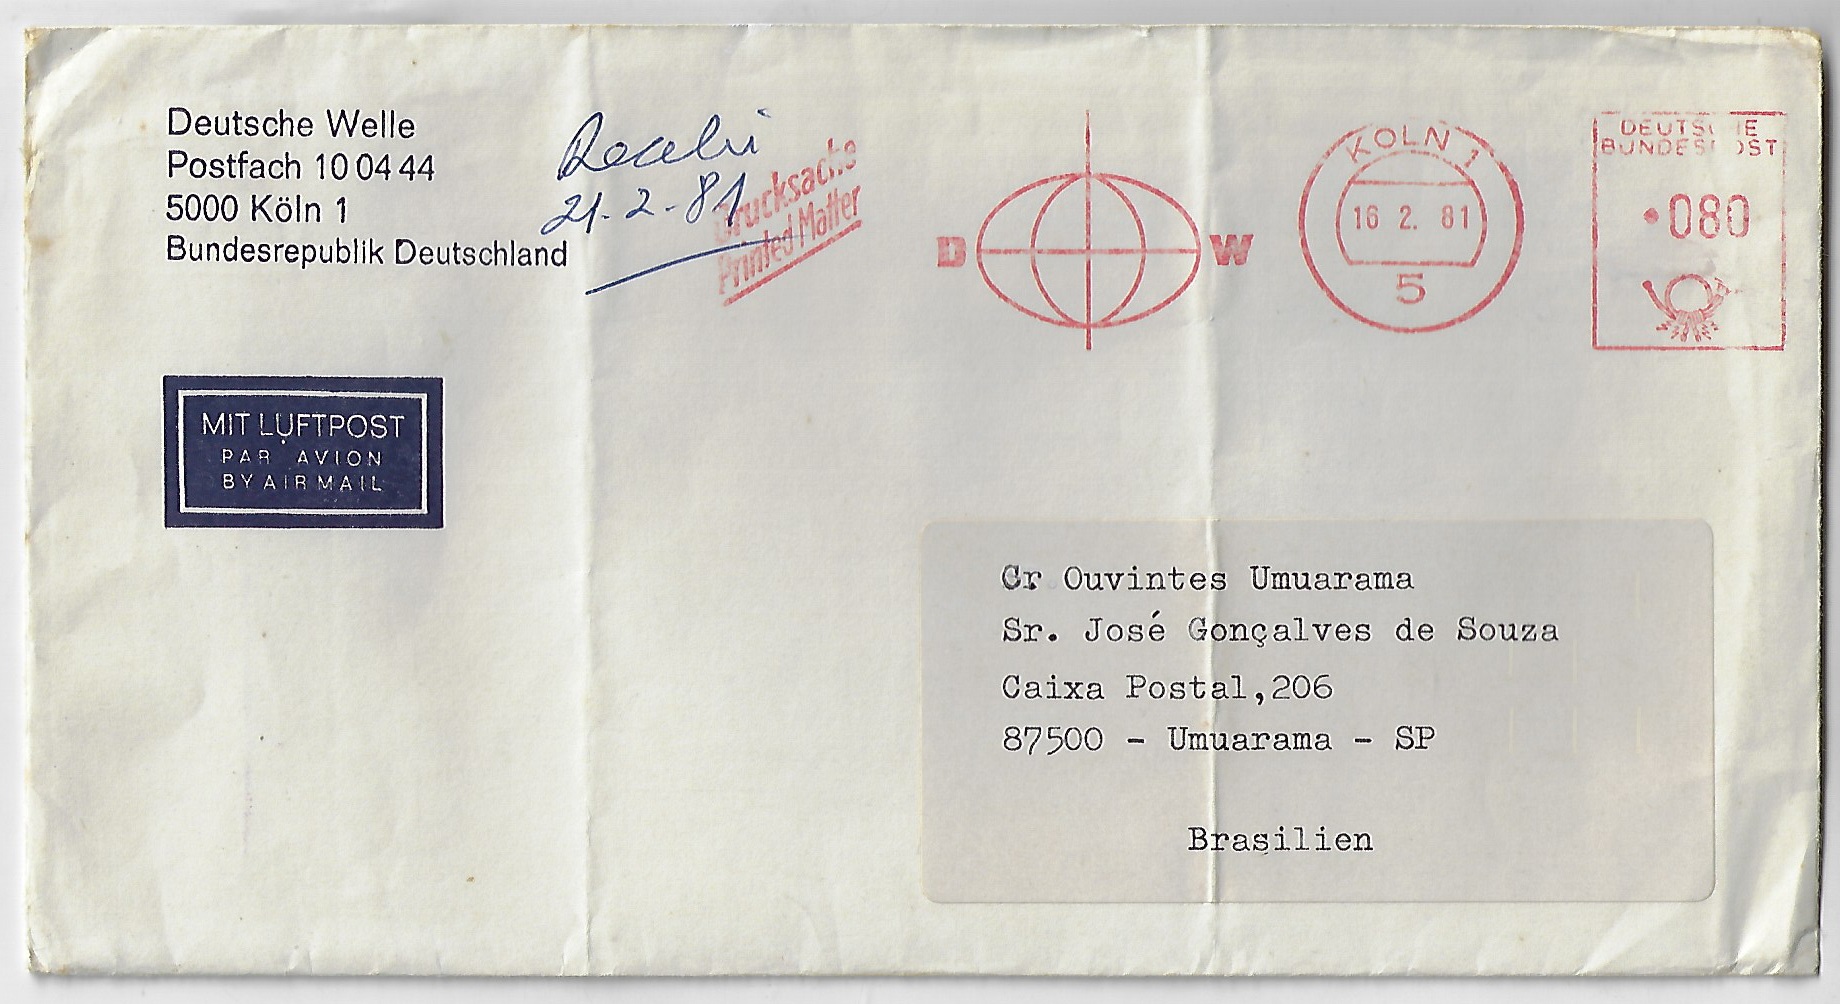 Deutsche Welle
Postfach 10 04 44
5000 Köln 1
Bundesrepublik Deutschland
Recebi
21-2-81
Drucksache
Printed Matter
D W
KÖLN 1
16 2. 81
5
DEUTSCHE
BUNDESPOST
080
MIT LUFTPOST
PAR AVION
BY AIR MAIL
Gr Ouvintes Umuarama
Sr. José Gonçalves de Souza
Caixa Postal,206
87500 - Umuarama - SP
Brasilien